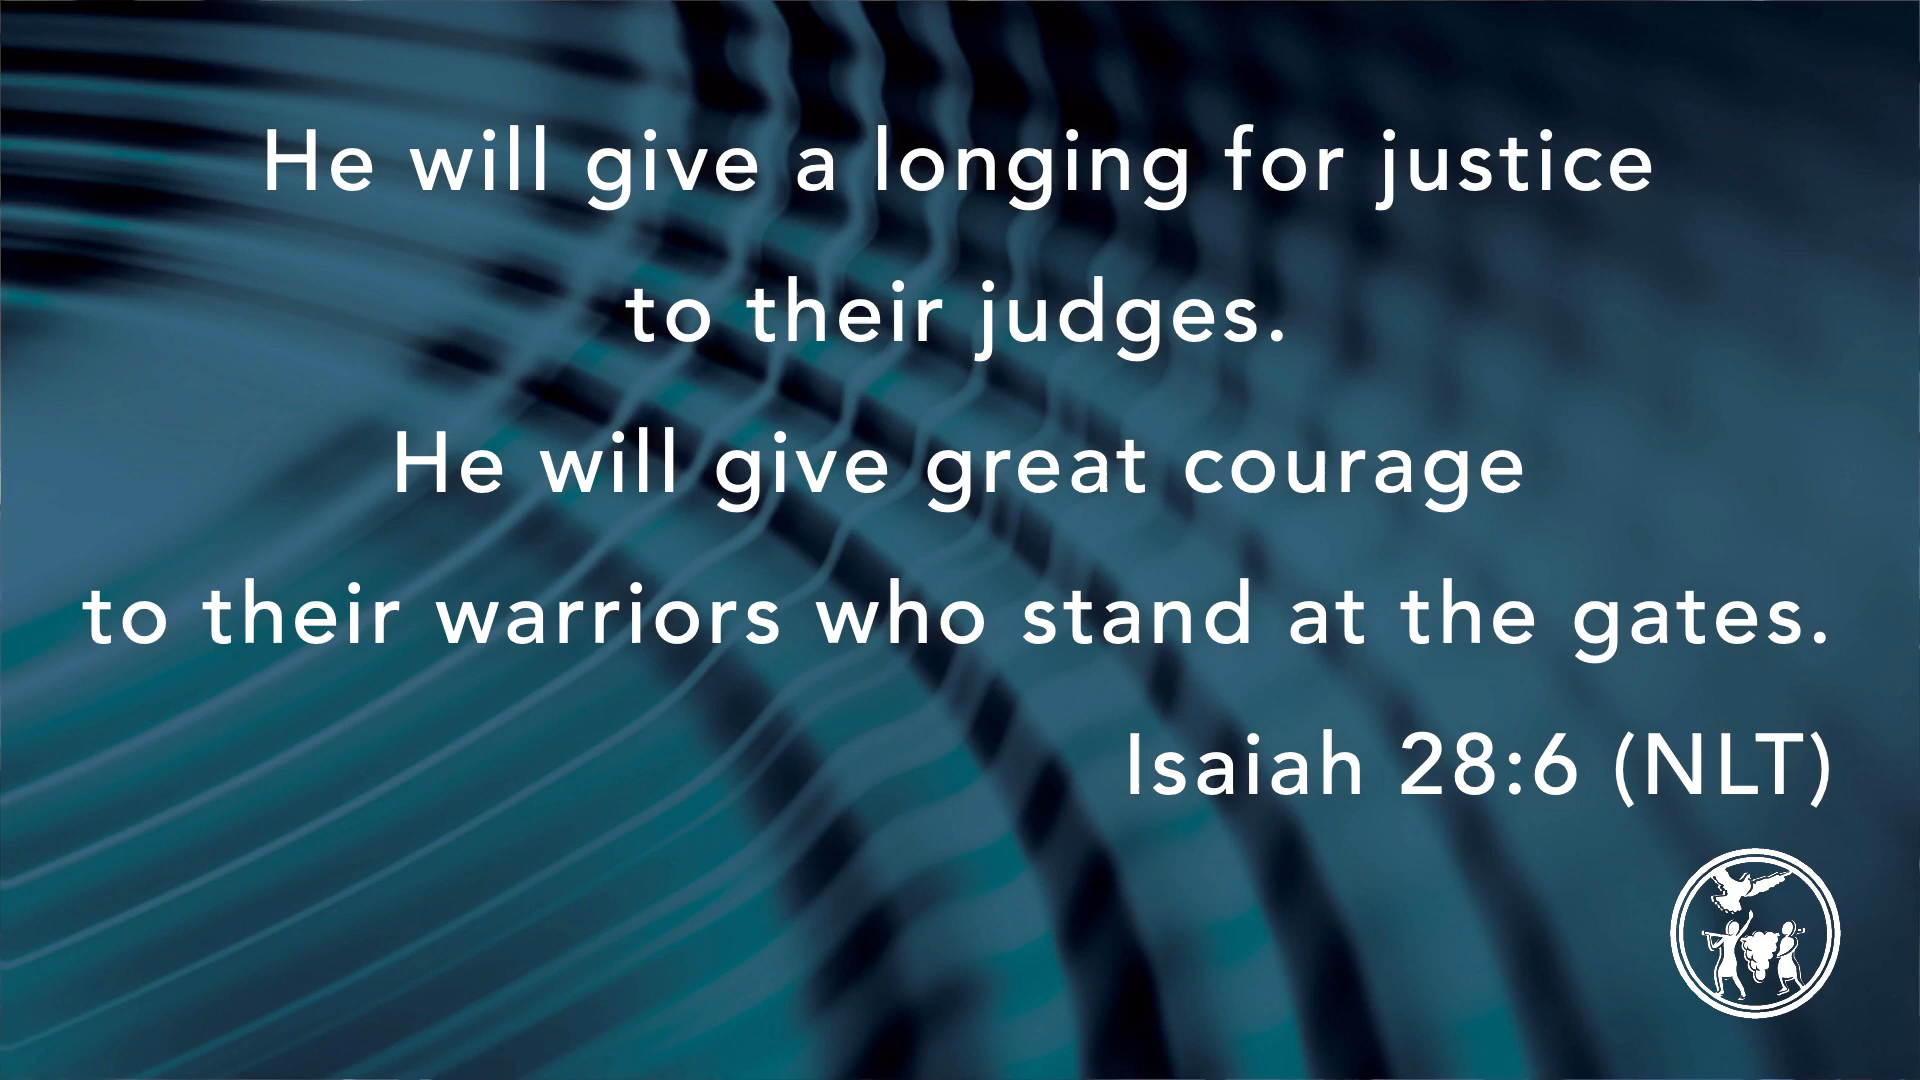 He will give a longing for justice
to their judges.
He will give great courage
to their warriors who stand at the gates.
Isaiah 28:6 (NLT)